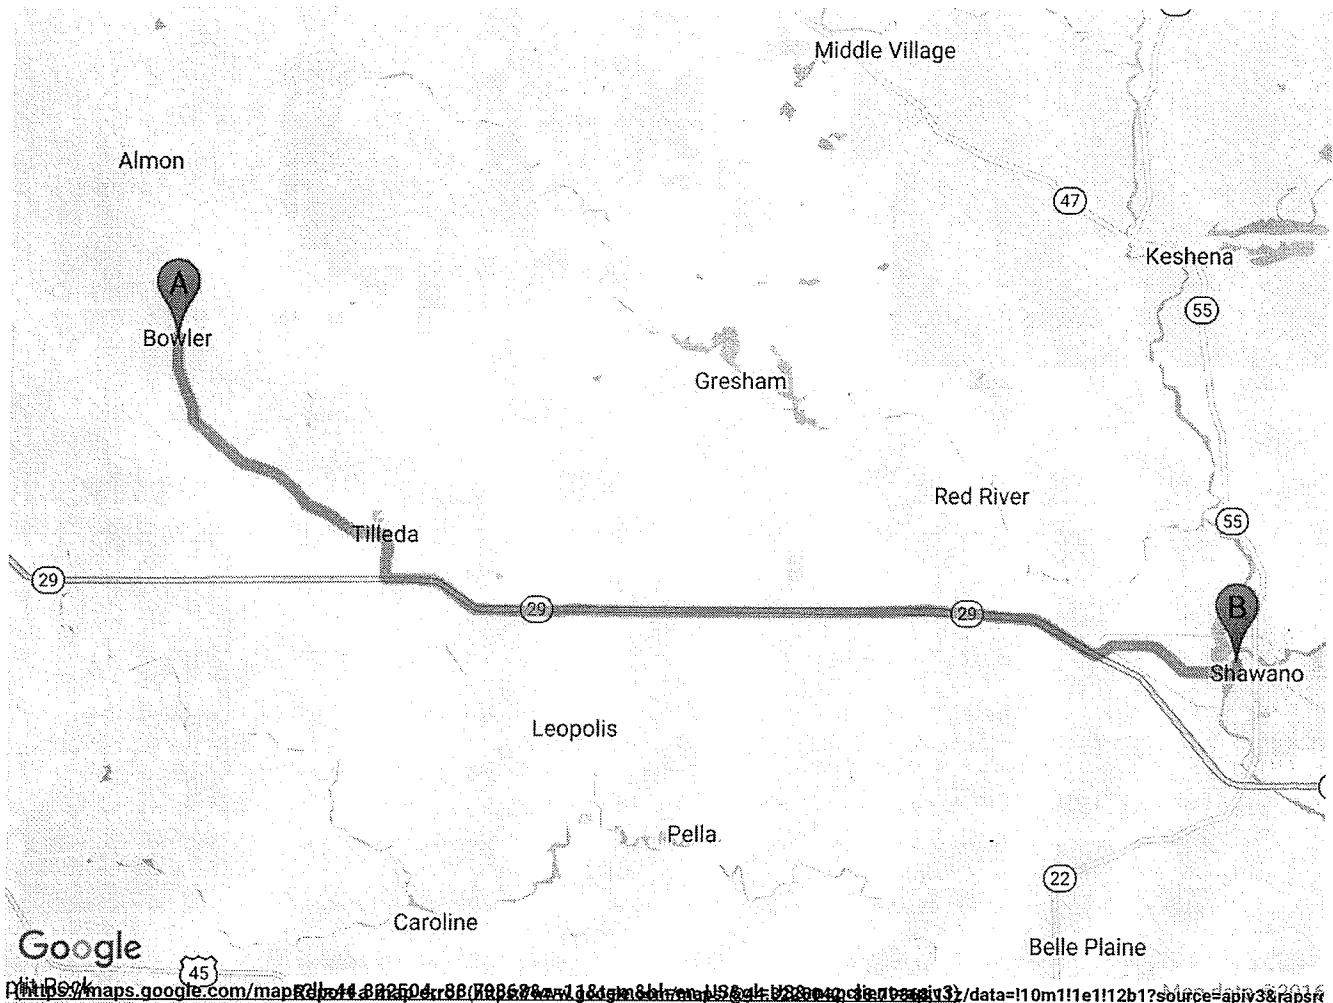 Middle Village
Almon
47
Keshena
A
55
Bowler
Gresham
Red River
55
Tilleda
29
B
29
29
Shawano
Leopolis
Pella
22
Caroline
Belle Plaine
Google
45